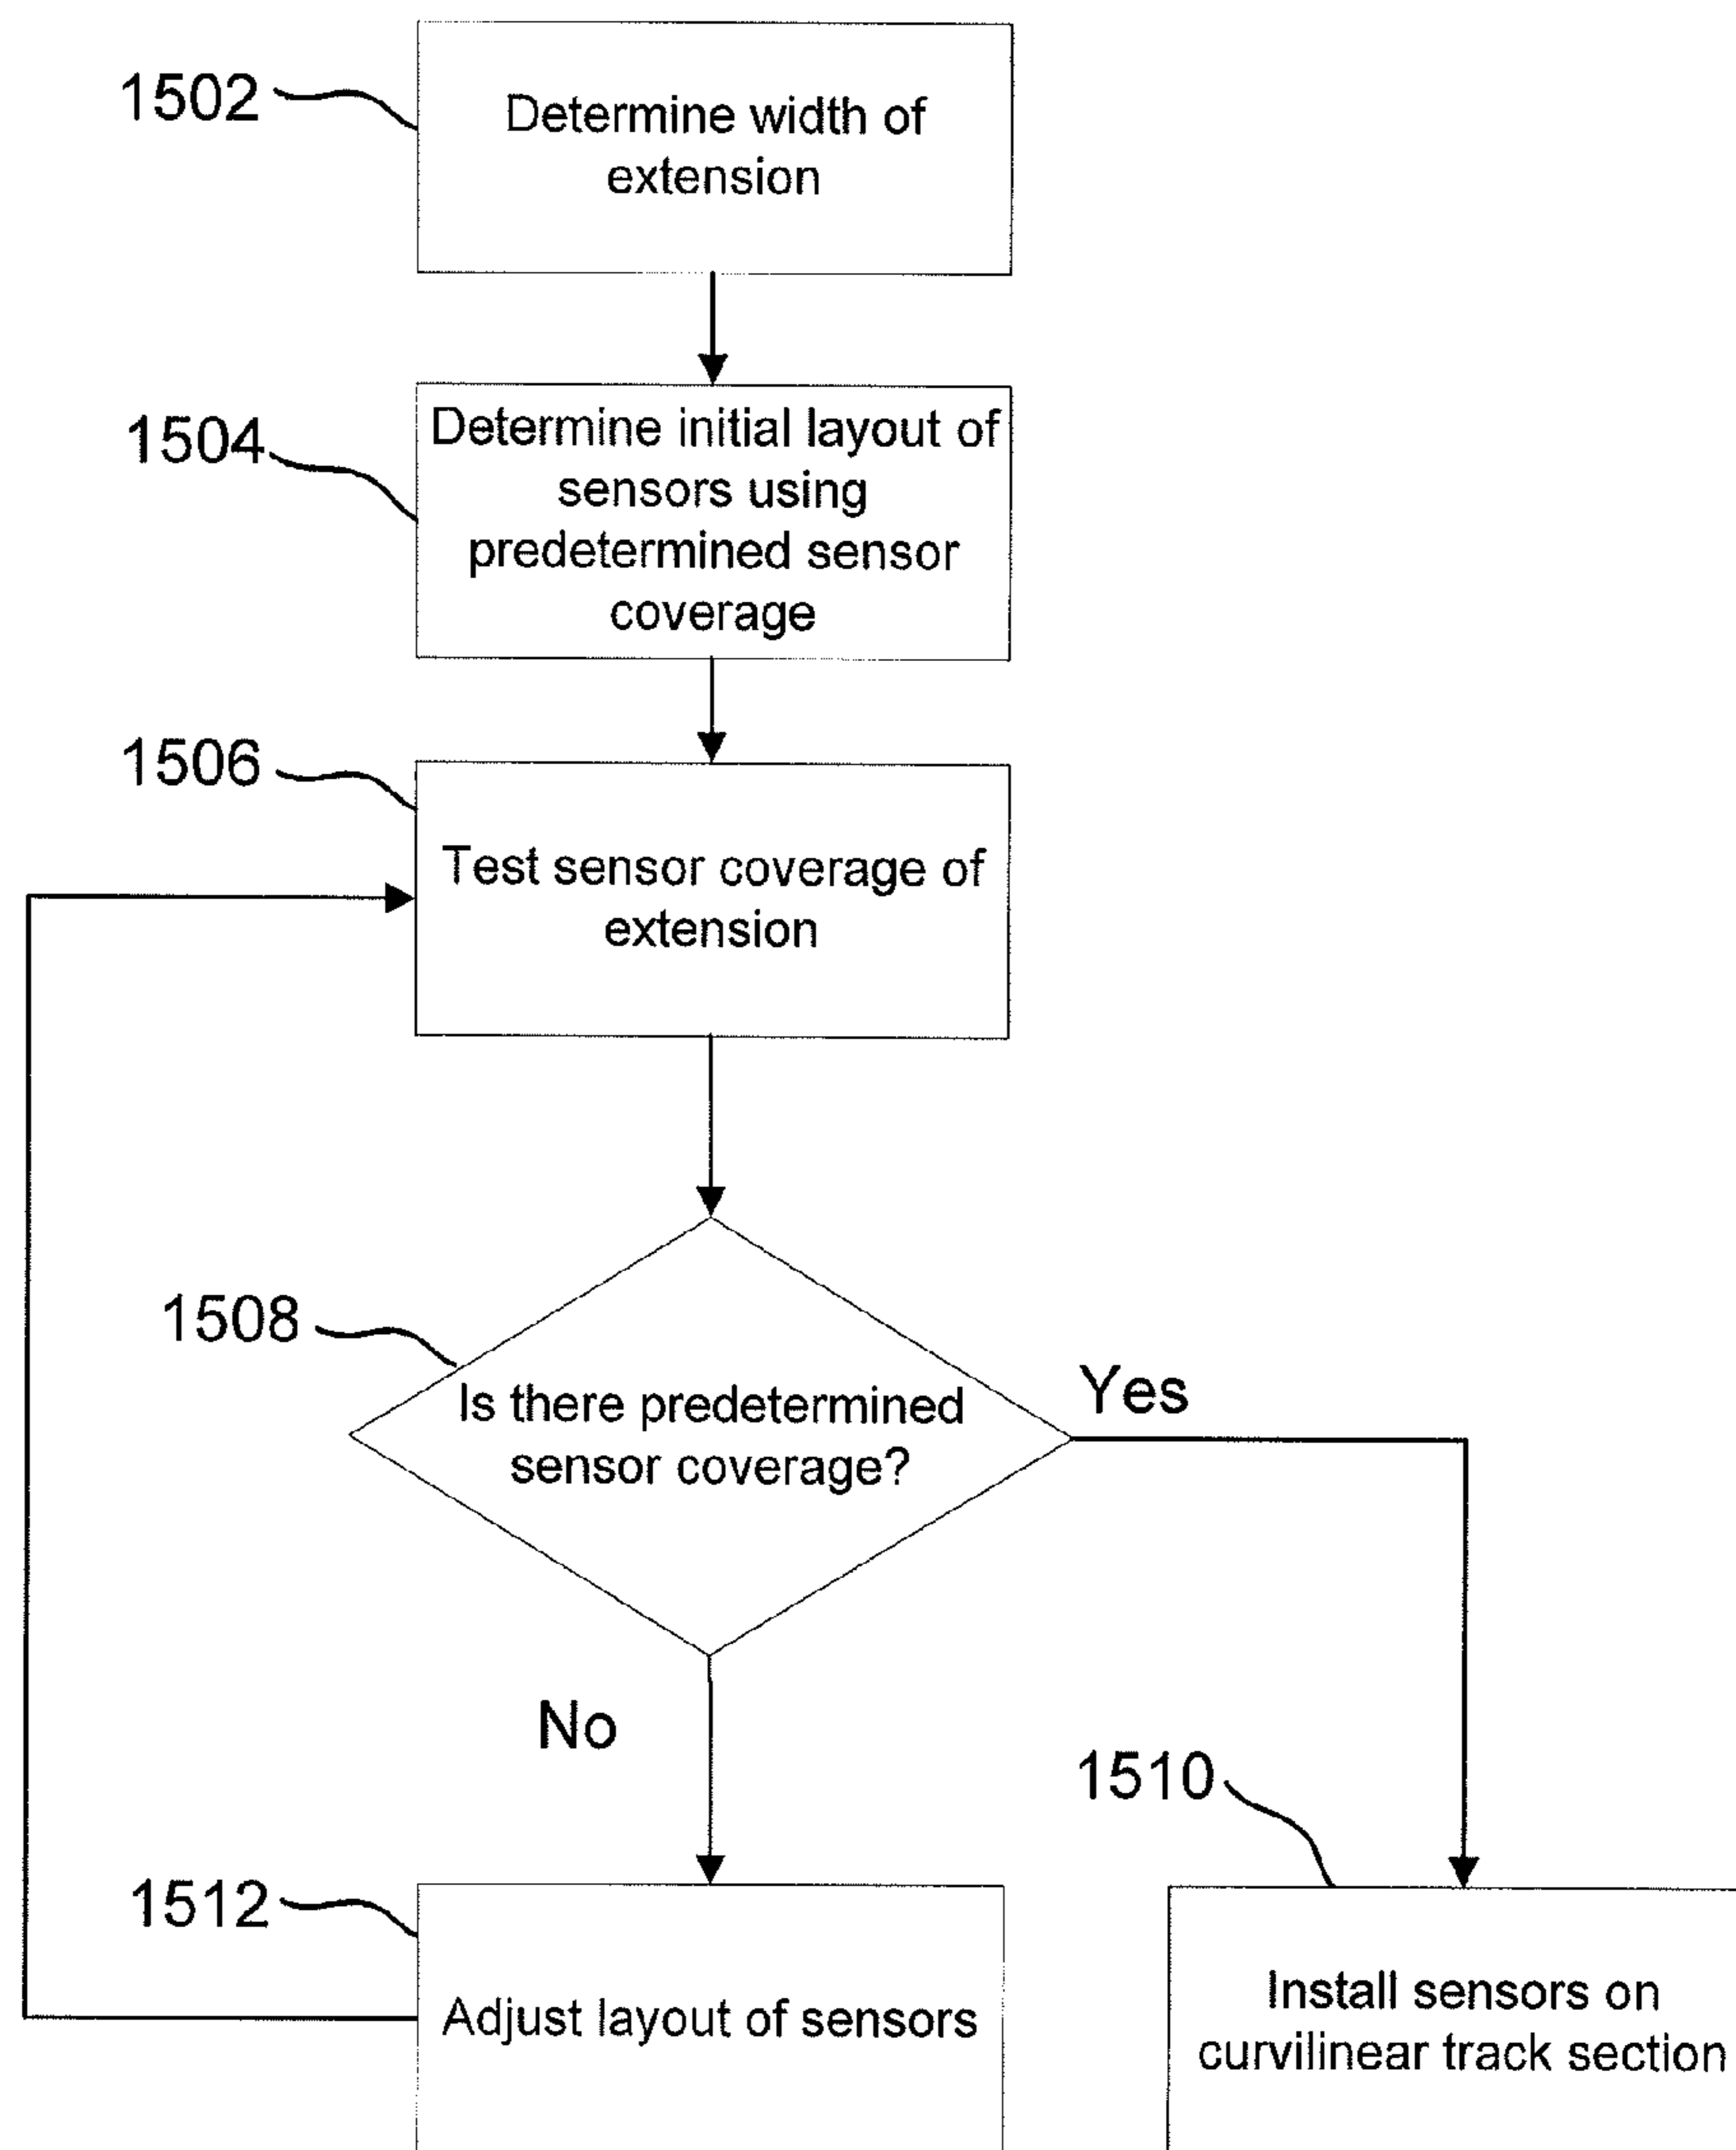 1502
Determine width of
extension
1504
Determine initial layout of
sensors using
predetermined sensor
coverage
1506
Test sensor coverage of
extension
1508
Is there predetermined
sensor coverage?
Yes
No
1510
1512
Adjust layout of sensors
Install sensors on
curvilinear track section